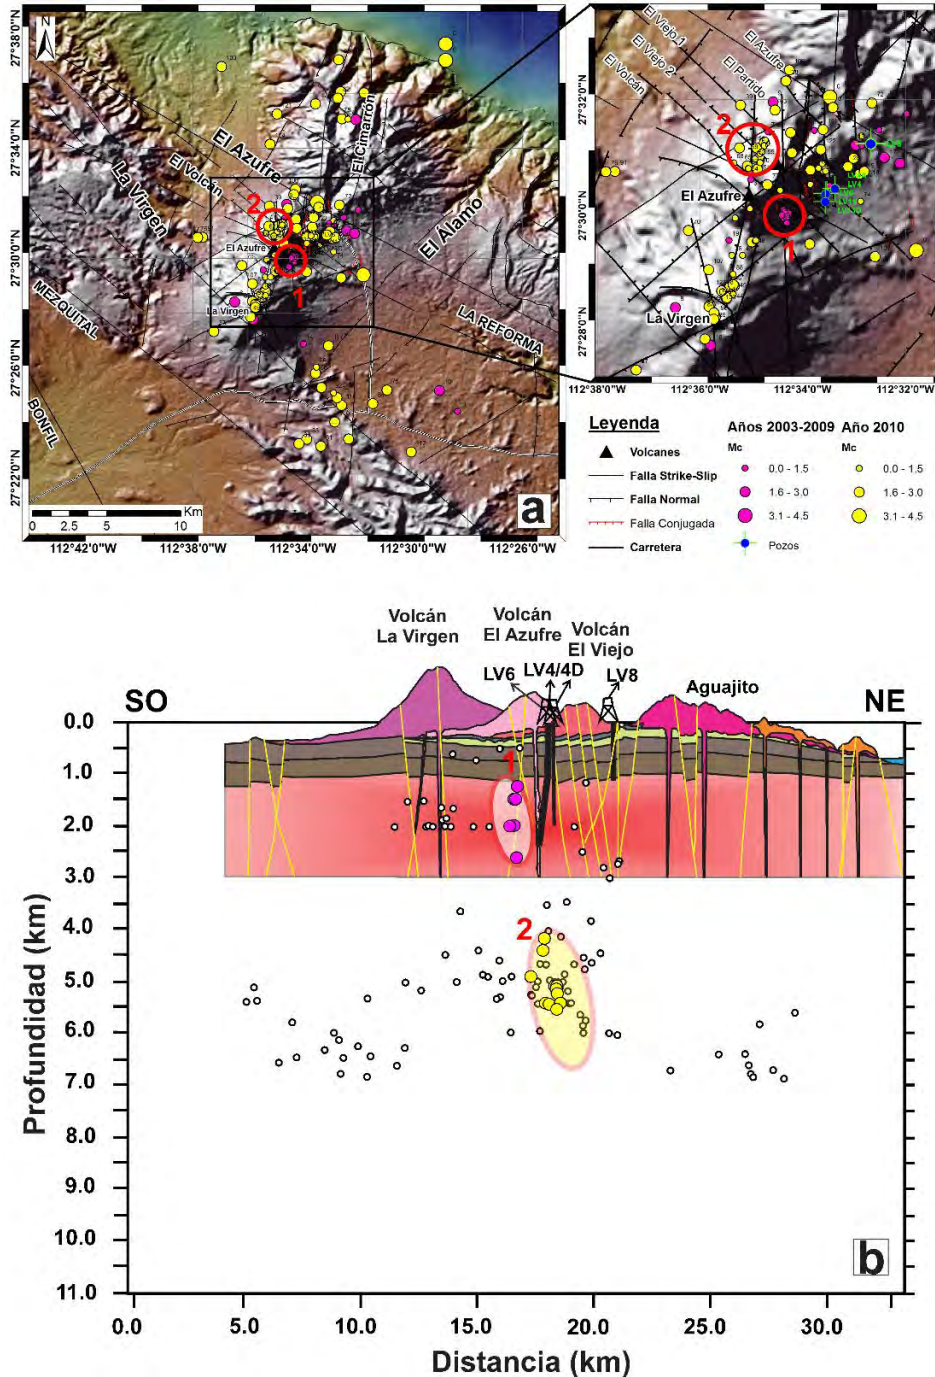 N
27°38'0"N
27°34'0"N
27°30'0"N
27°26'0"N
27°22'0"N
El Cimarrón
El Azufre
El Volcán
La Virgen
El Álamo
2
El Azufre
1
La Virgen
MEZQUITAL
LA REFORMA
BONFIL
0 2.5 5 10 Km
a
112°42'0"W 112°38'0"W 112°34'0"W 112°30'0"W 112°26'0"W
27°32'0"N
27°30'0"N
27°28'0"N
El Viejo 1
El Viejo 2
El Volcán
El Azufre
El Partido
2
El Azufre
LV4
1
La Virgen
112°38'0"W 112°36'0"W 112°34'0"W 112°32'0"W
Leyenda
Volcanes
Falla Strike-Slip
Falla Normal
Falla Conjugada
Carretera
Años 2003-2009
Mc
0.0 - 1.5
1.6 - 3.0
3.1 - 4.5
Pozos
Año 2010
Mc
0.0 - 1.5
1.6 - 3.0
3.1 - 4.5
Volcán
La Virgen
Volcán
El Azufre
Volcán
El Viejo
LV6
LV4/4D
LV8
Aguajito
SO
NE
1
2
Profundidad (km)
0.0
1.0
2.0
3.0
4.0
5.0
6.0
7.0
8.0
9.0
10.0
11.0
b
0.0 5.0 10.0 15.0 20.0 25.0 30.0
Distancia (km)